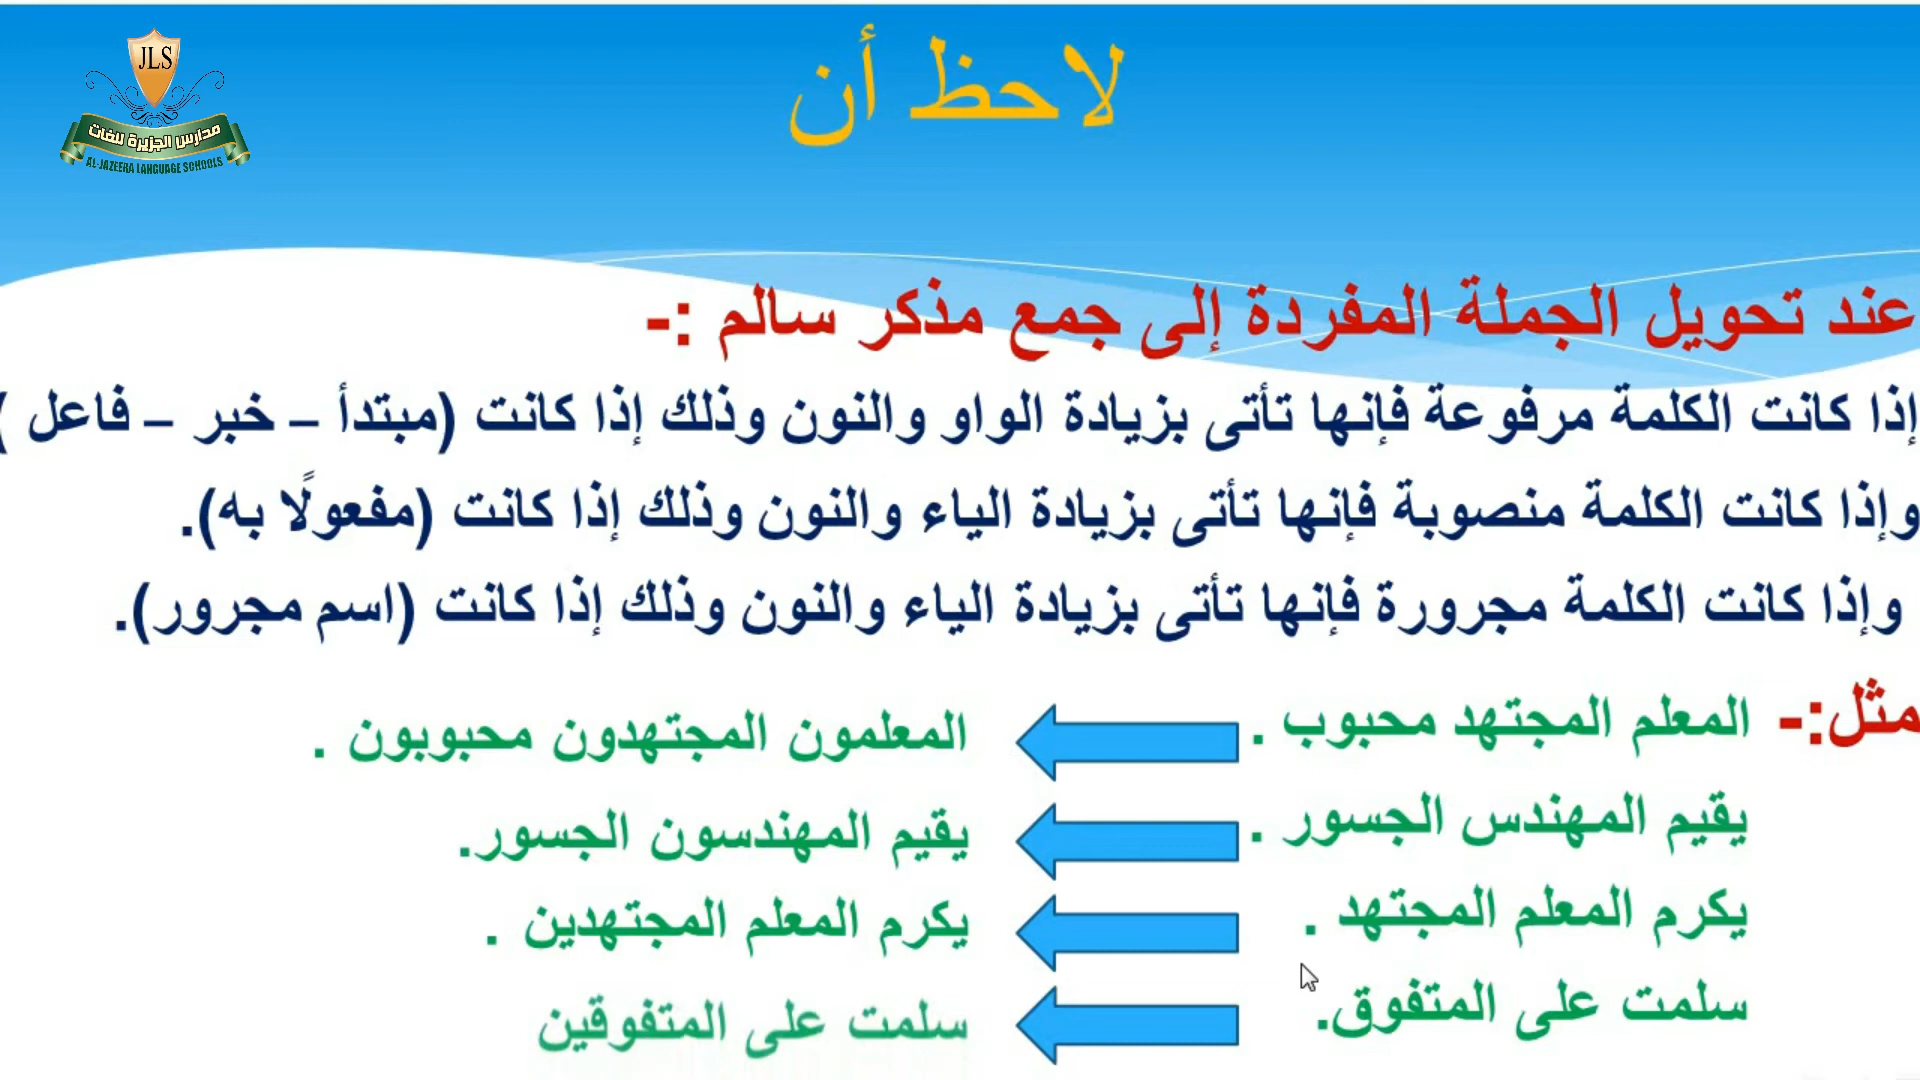 JLS
مدارس الجزيرة للغات
AL-JAZEERA LANGUAGE SCHOOLS
لاحظ أن
عند تحويل الجملة المفردة إلى جمع مذكر سالم :-
إذا كانت الكلمة مرفوعة فإنها تأتى بزيادة الواو والنون وذلك إذا كانت (مبتدأ – خبر – فاعل )
وإذا كانت الكلمة منصوبة فإنها تأتى بزيادة الياء والنون وذلك إذا كانت (مفعولًا به).
وإذا كانت الكلمة مجرورة فإنها تأتى بزيادة الياء والنون وذلك إذا كانت (اسم مجرور).
مثل:- المعلم المجتهد محبوب . المعلمون المجتهدون محبوبون .
يقيم المهندس الجسور . يقيم المهندسون الجسور.
يكرم المعلم المجتهد . يكرم المعلم المجتهدين .
سلمت على المتفوق. سلمت على المتفوقين